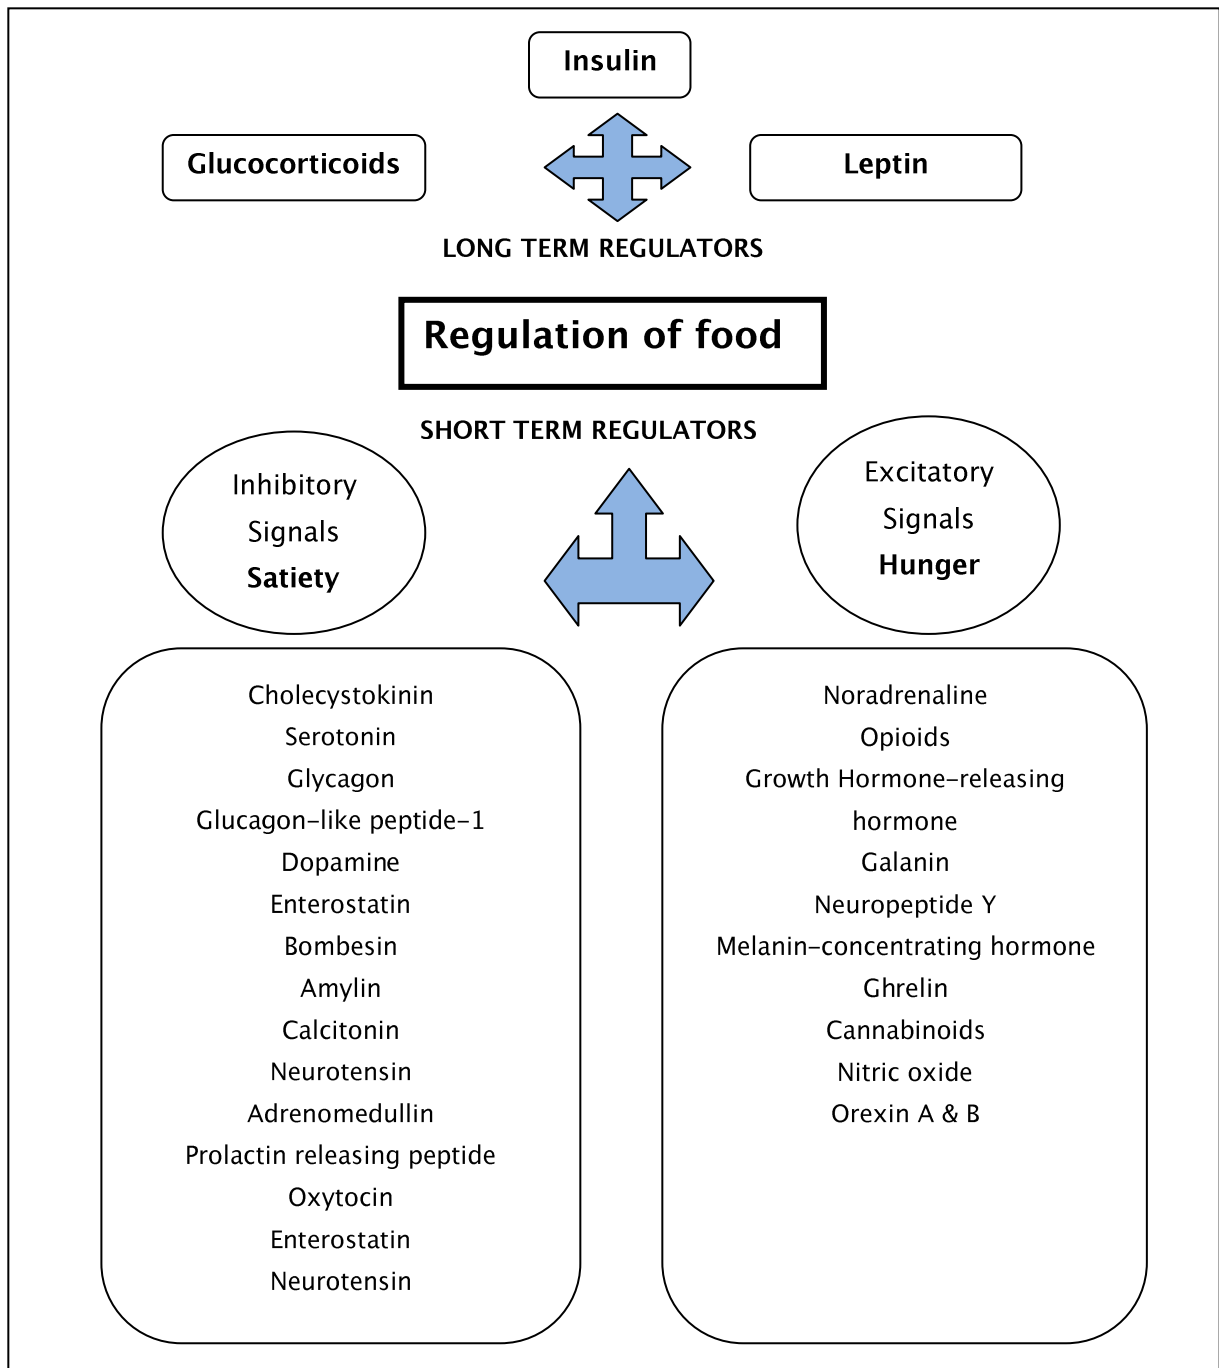 Insulin
Glucocorticoids
Leptin
LONG TERM REGULATORS
Regulation of food
SHORT TERM REGULATORS
Inhibitory
Signals
Satiety
Excitatory
Signals
Hunger
Cholecystokinin
Serotonin
Glycagon
Glucagon-like peptide-1
Dopamine
Enterostatin
Bombesin
Amylin
Calcitonin
Neurotensin
Adrenomedullin
Prolactin releasing peptide
Oxytocin
Enterostatin
Neurotensin
Noradrenaline
Opioids
Growth Hormone-releasing
hormone
Galanin
Neuropeptide Y
Melanin-concentrating hormone
Ghrelin
Cannabinoids
Nitric oxide
Orexin A & B